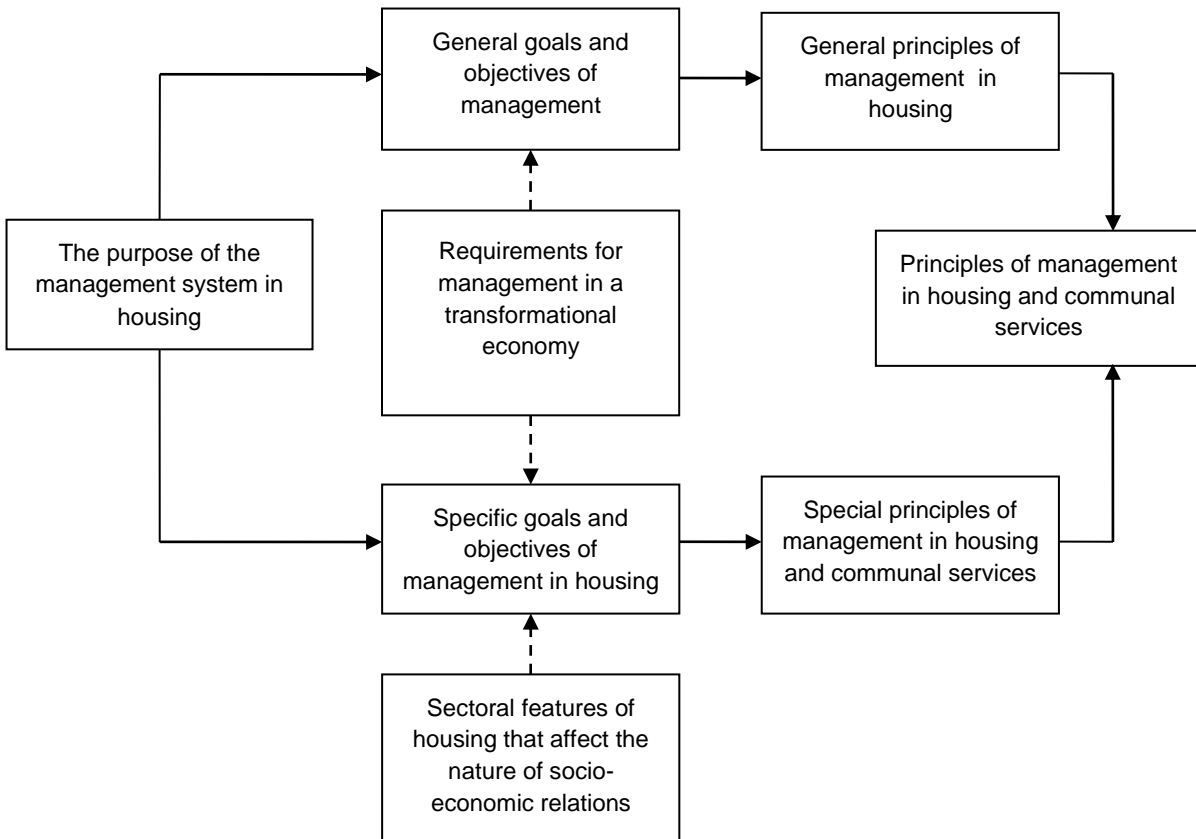 General goals and
objectives of
management
General principles of
management in
housing
The purpose of the
management system in
housing
Requirements for
management in a
transformational
economy
Principles of management
in housing and communal
services
Specific goals and
objectives of
management in housing
Special principles of
management in housing
and communal services
Sectoral features of
housing that affect the
nature of socio-
economic relations